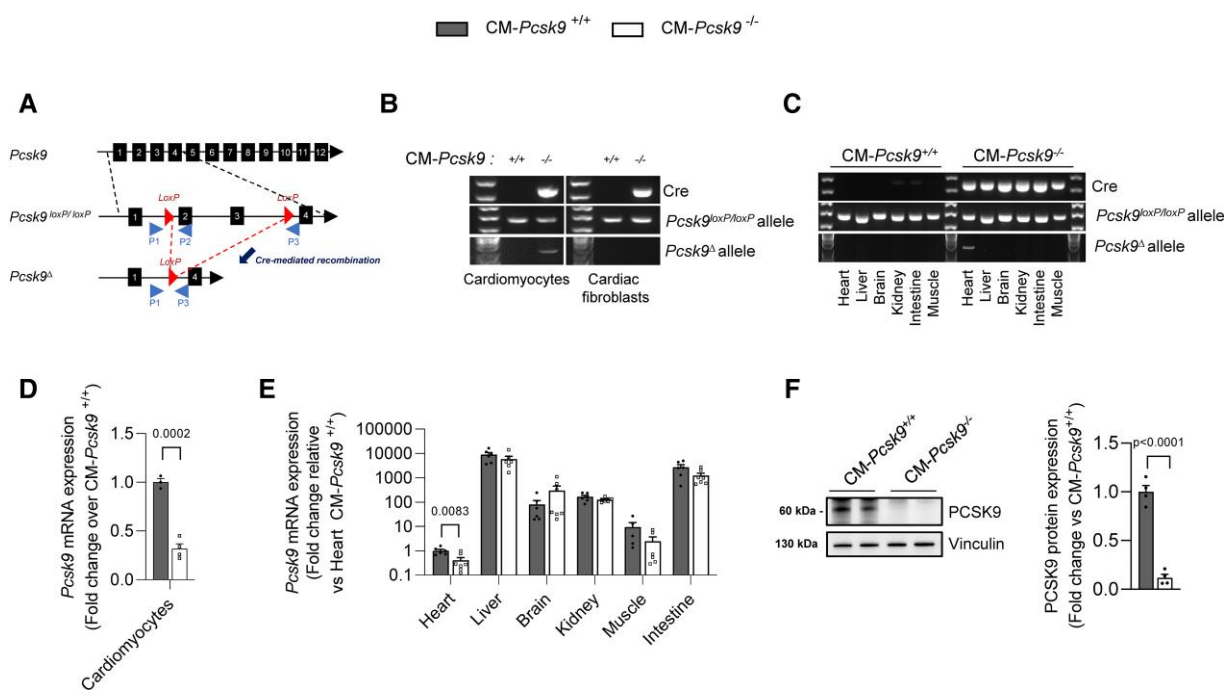 CM-Pcsk9 +/+ CM-Pcsk9 -/-
A
Pcsk9
1 2 3 4 5 6 7 8 9 10 11 12
LoxP LoxP
Pcsk9 loxP/ loxP
1 2 3 4
P1 P2 P3
LoxP
Cre-mediated recombination
Pcsk9Δ
1 4
P1 P3
B
CM-Pcsk9 : +/+ -/- +/+ -/-
Cre
Pcsk9loxP/loxP allele
Pcsk9Δ allele
Cardiomyocytes
Cardiac
fibroblasts
C
CM-Pcsk9+/+ CM-Pcsk9-/-
Cre
Pcsk9loxP/loxP allele
Pcsk9Δ allele
Heart Liver Brain Kidney Intestine Muscle Heart Liver Brain Kidney Intestine Muscle
D
Pcsk9 mRNA expression
(Fold change over CM-Pcsk9 +/+)
1.5
1.0
0.5
0.0
0.0002
Cardiomyocytes
E
Pcsk9 mRNA expression
(Fold change relative
vs Heart CM-Pcsk9 +/+)
100000
10000
1000
100
10
1
0.1
0.0083
Heart Liver Brain Kidney Muscle Intestine
F
CM-Pcsk9+/+ CM-Pcsk9-/-
60 kDa - PCSK9
130 kDa Vinculin
PCSK9 protein expression
(Fold change vs CM-Pcsk9+/+)
1.5
1.0
0.5
0.0
p<0.0001